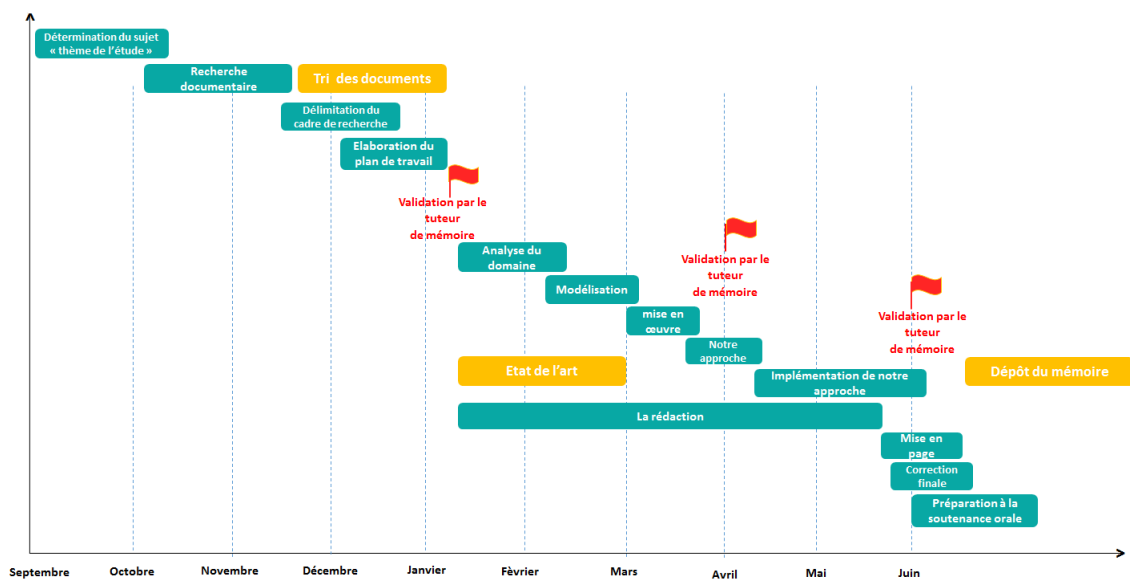 Détermination du sujet
« thème de l'étude »
Recherche
documentaire
Tri des documents
Délimitation du
cadre de recherche
Elaboration du
plan de travail
Validation par le
tuteur
de mémoire
Analyse du
domaine
Validation par le
tuteur
de mémoire
Modélisation
mise en
œuvre
Validation par le
tuteur
de mémoire
Notre
approche
Etat de l'art
Implémentation de notre
approche
Dépôt du mémoire
La rédaction
Mise en
page
Correction
finale
Préparation à la
soutenance orale
Septembre
Octobre
Novembre
Décembre
Janvier
Fèvrier
Mars
Avril
Mai
Juin